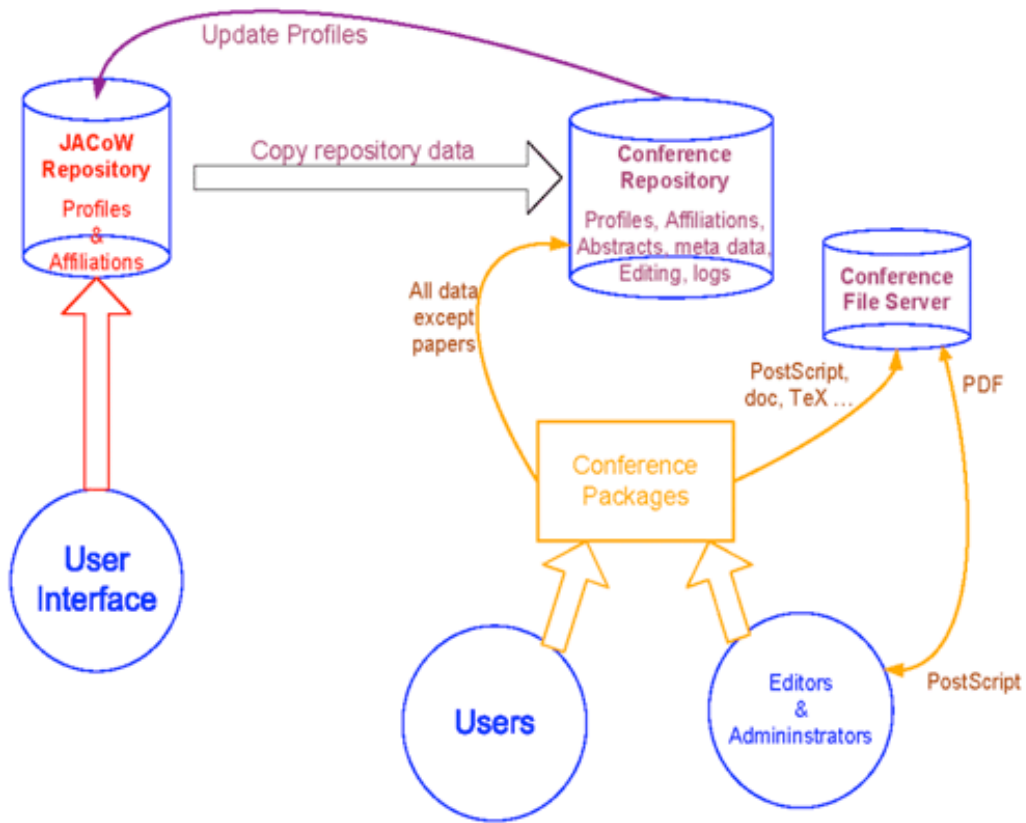 Update Profiles
JACoW
Repository
Profiles
&
Affiliations
Copy repository data
Conference
Repository
Profiles, Affiliations,
Abstracts, meta data,
Editing, logs
Conference
File Server
All data
except
papers
PostScript,
doc, TeX ...
PDF
Conference
Packages
User
Interface
Users
Editors
&
Admininstrators
PostScript